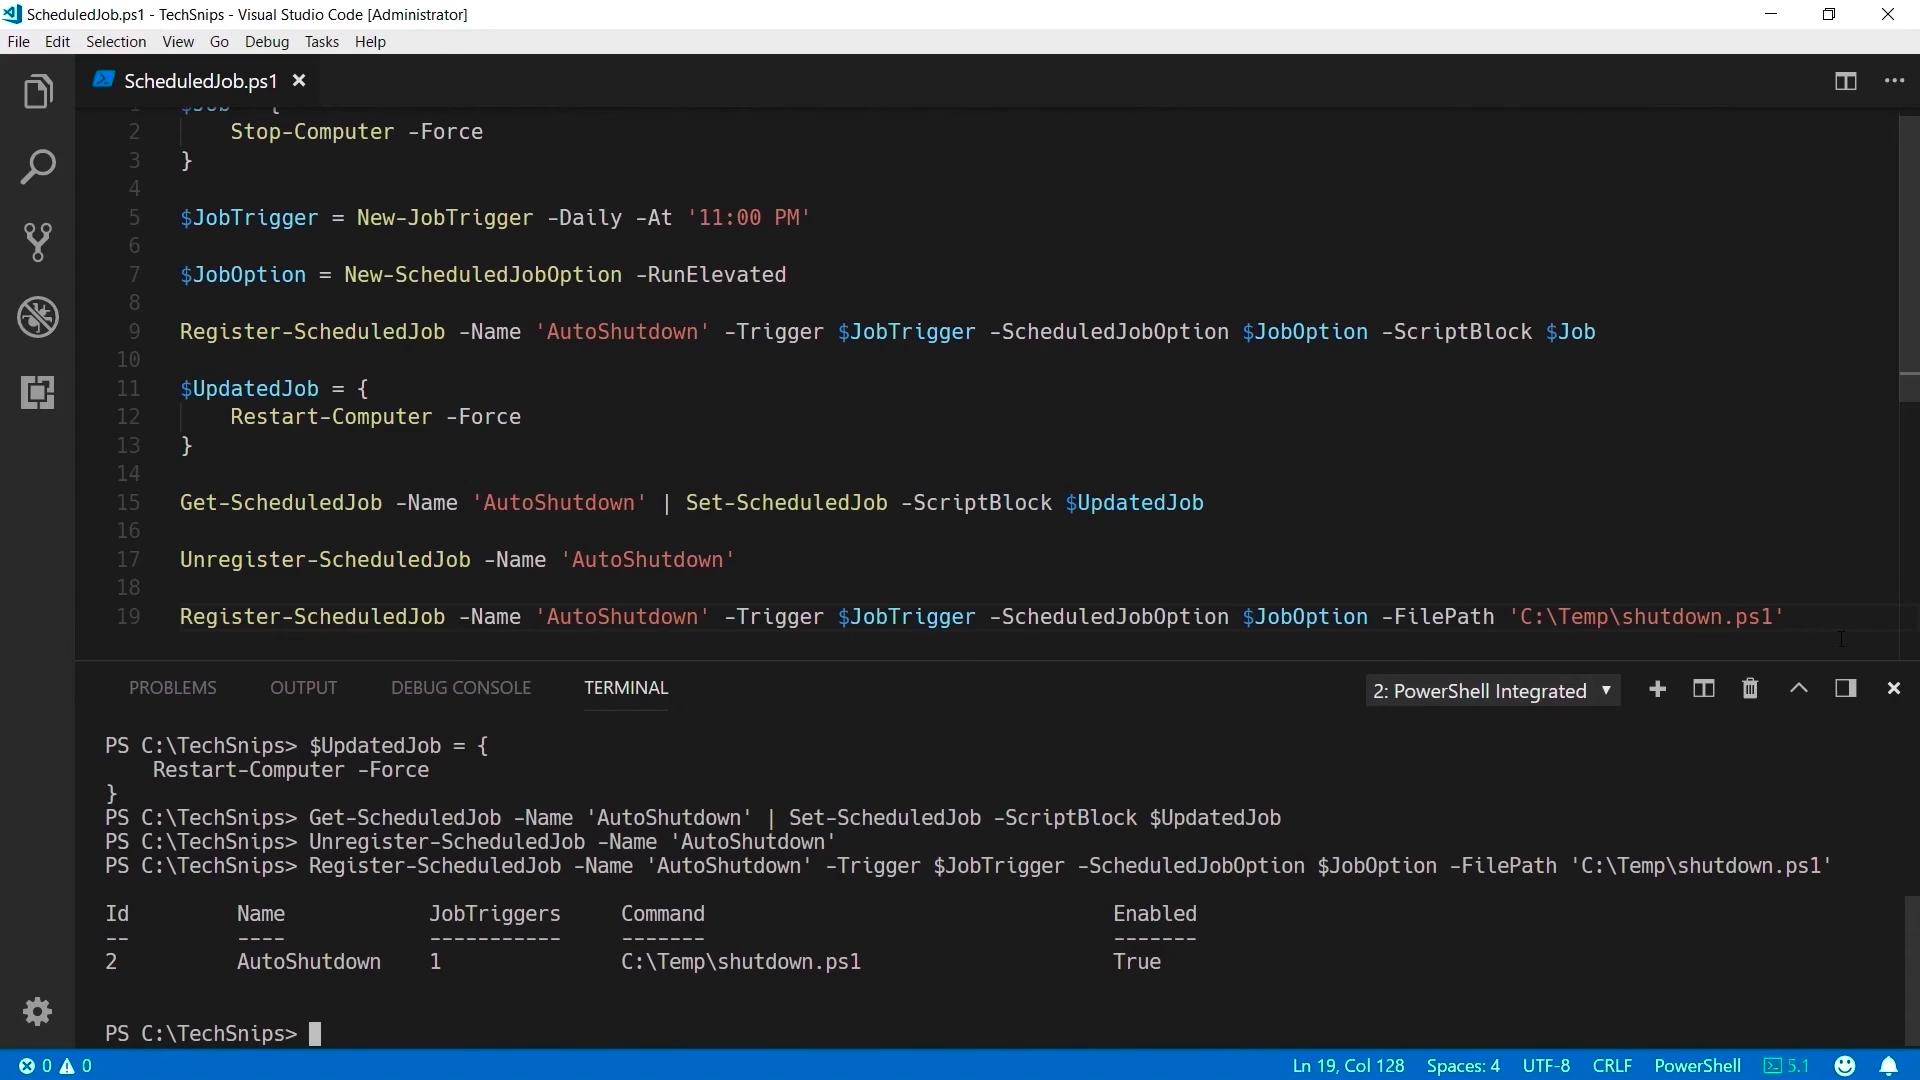 ScheduledJob.ps1 - TechSnips - Visual Studio Code [Administrator]
File Edit Selection View Go Debug Tasks Help
ScheduledJob.ps1
1 $Job = {
2 Stop-Computer -Force
3 }
4
5 $JobTrigger = New-JobTrigger -Daily -At '11:00 PM'
6
7 $JobOption = New-ScheduledJobOption -RunElevated
8
9 Register-ScheduledJob -Name 'AutoShutdown' -Trigger $JobTrigger -ScheduledJobOption $JobOption -ScriptBlock $Job
10
11 $UpdatedJob = {
12 Restart-Computer -Force
13 }
14
15 Get-ScheduledJob -Name 'AutoShutdown' | Set-ScheduledJob -ScriptBlock $UpdatedJob
16
17 Unregister-ScheduledJob -Name 'AutoShutdown'
18
19 Register-ScheduledJob -Name 'AutoShutdown' -Trigger $JobTrigger -ScheduledJobOption $JobOption -FilePath 'C:\Temp\shutdown.ps1'
PROBLEMS OUTPUT DEBUG CONSOLE TERMINAL 2: PowerShell Integrated
PS C:\TechSnips> $UpdatedJob = {
Restart-Computer -Force
}
PS C:\TechSnips> Get-ScheduledJob -Name 'AutoShutdown' | Set-ScheduledJob -ScriptBlock $UpdatedJob
PS C:\TechSnips> Unregister-ScheduledJob -Name 'AutoShutdown'
PS C:\TechSnips> Register-ScheduledJob -Name 'AutoShutdown' -Trigger $JobTrigger -ScheduledJobOption $JobOption -FilePath 'C:\Temp\shutdown.ps1'
Id Name JobTriggers Command Enabled
-- ---- ----------- ------- -------
2 AutoShutdown 1 C:\Temp\shutdown.ps1 True
PS C:\TechSnips>
0 0 Ln 19, Col 128 Spaces: 4 UTF-8 CRLF PowerShell 5.1